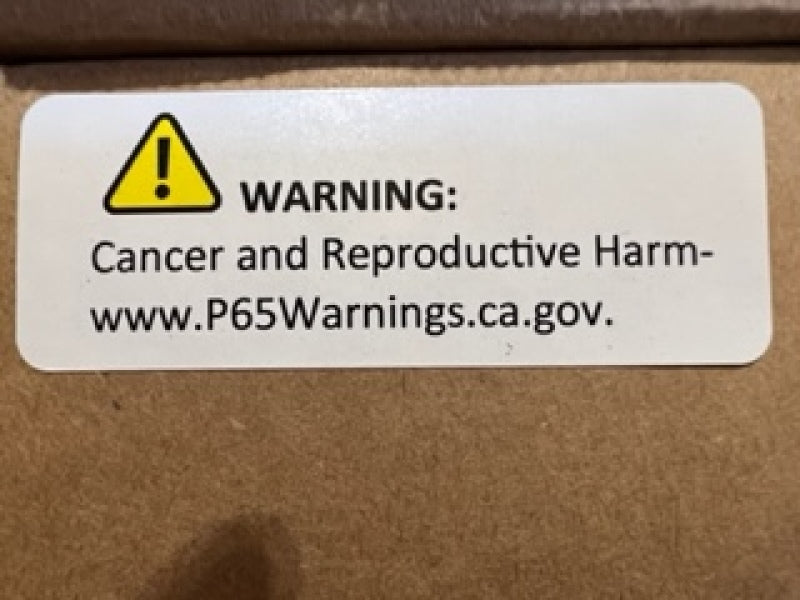 WARNING:
Cancer and Reproductive Harm-
www.P65Warnings.ca.gov.